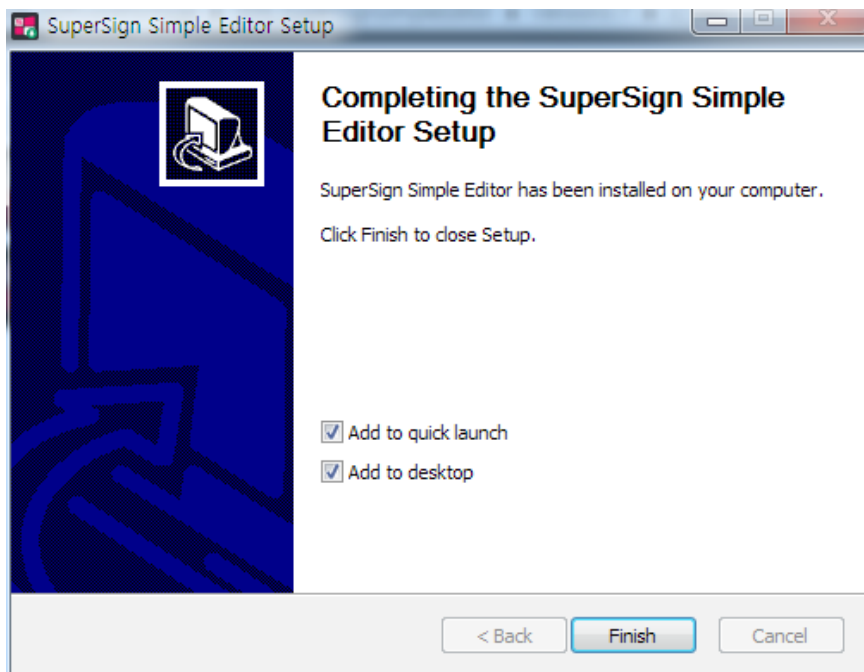 SuperSign Simple Editor Setup
Completing the SuperSign Simple
Editor Setup
SuperSign Simple Editor has been installed on your computer.
Click Finish to close Setup.
Add to quick launch
Add to desktop
< Back Finish Cancel